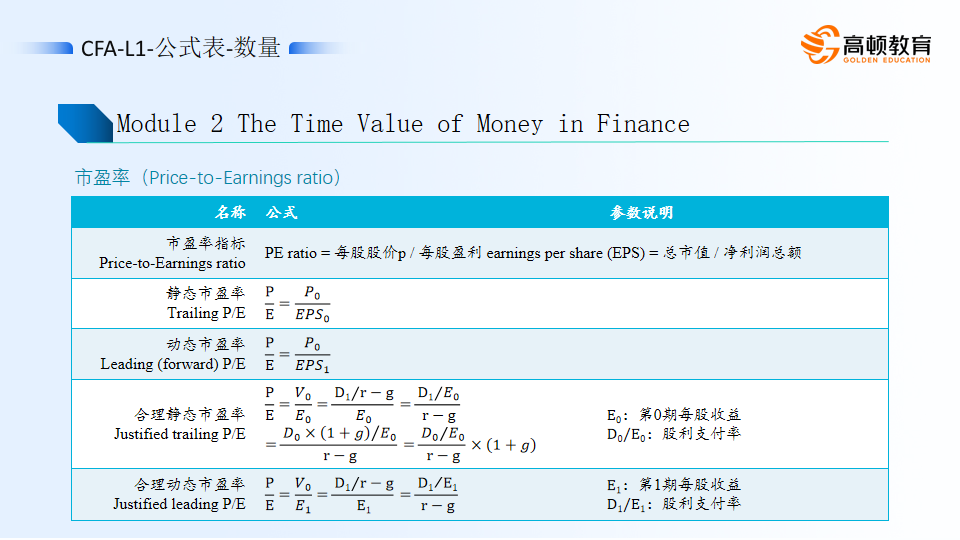 CFA-L1-公式表-数量
高顿教育
GOLDEN EDUCATION
Module 2 The Time Value of Money in Finance
市盈率（Price-to-Earnings ratio）
名称 公式 参数说明
市盈率指标
Price-to-Earnings ratio
PE ratio = 每股股价p / 每股盈利 earnings per share (EPS) = 总市值 / 净利润总额
静态市盈率
Trailing P/E
P/E = P₀/EPS₀
动态市盈率
Leading (forward) P/E
P/E = P₀/EPS₁
合理静态市盈率
Justified trailing P/E
P/E = V₀/E₀ = (D₁/r − g)/E₀ = (D₁/E₀)/(r − g)
= (D₀ × (1 + g)/E₀)/(r − g) = (D₀/E₀)/(r − g) × (1 + g)
E₀：第0期每股收益
D₀/E₀：股利支付率
合理动态市盈率
Justified leading P/E
P/E = V₀/E₁ = (D₁/r − g)/E₁ = (D₁/E₁)/(r − g)
E₁：第1期每股收益
D₁/E₁：股利支付率